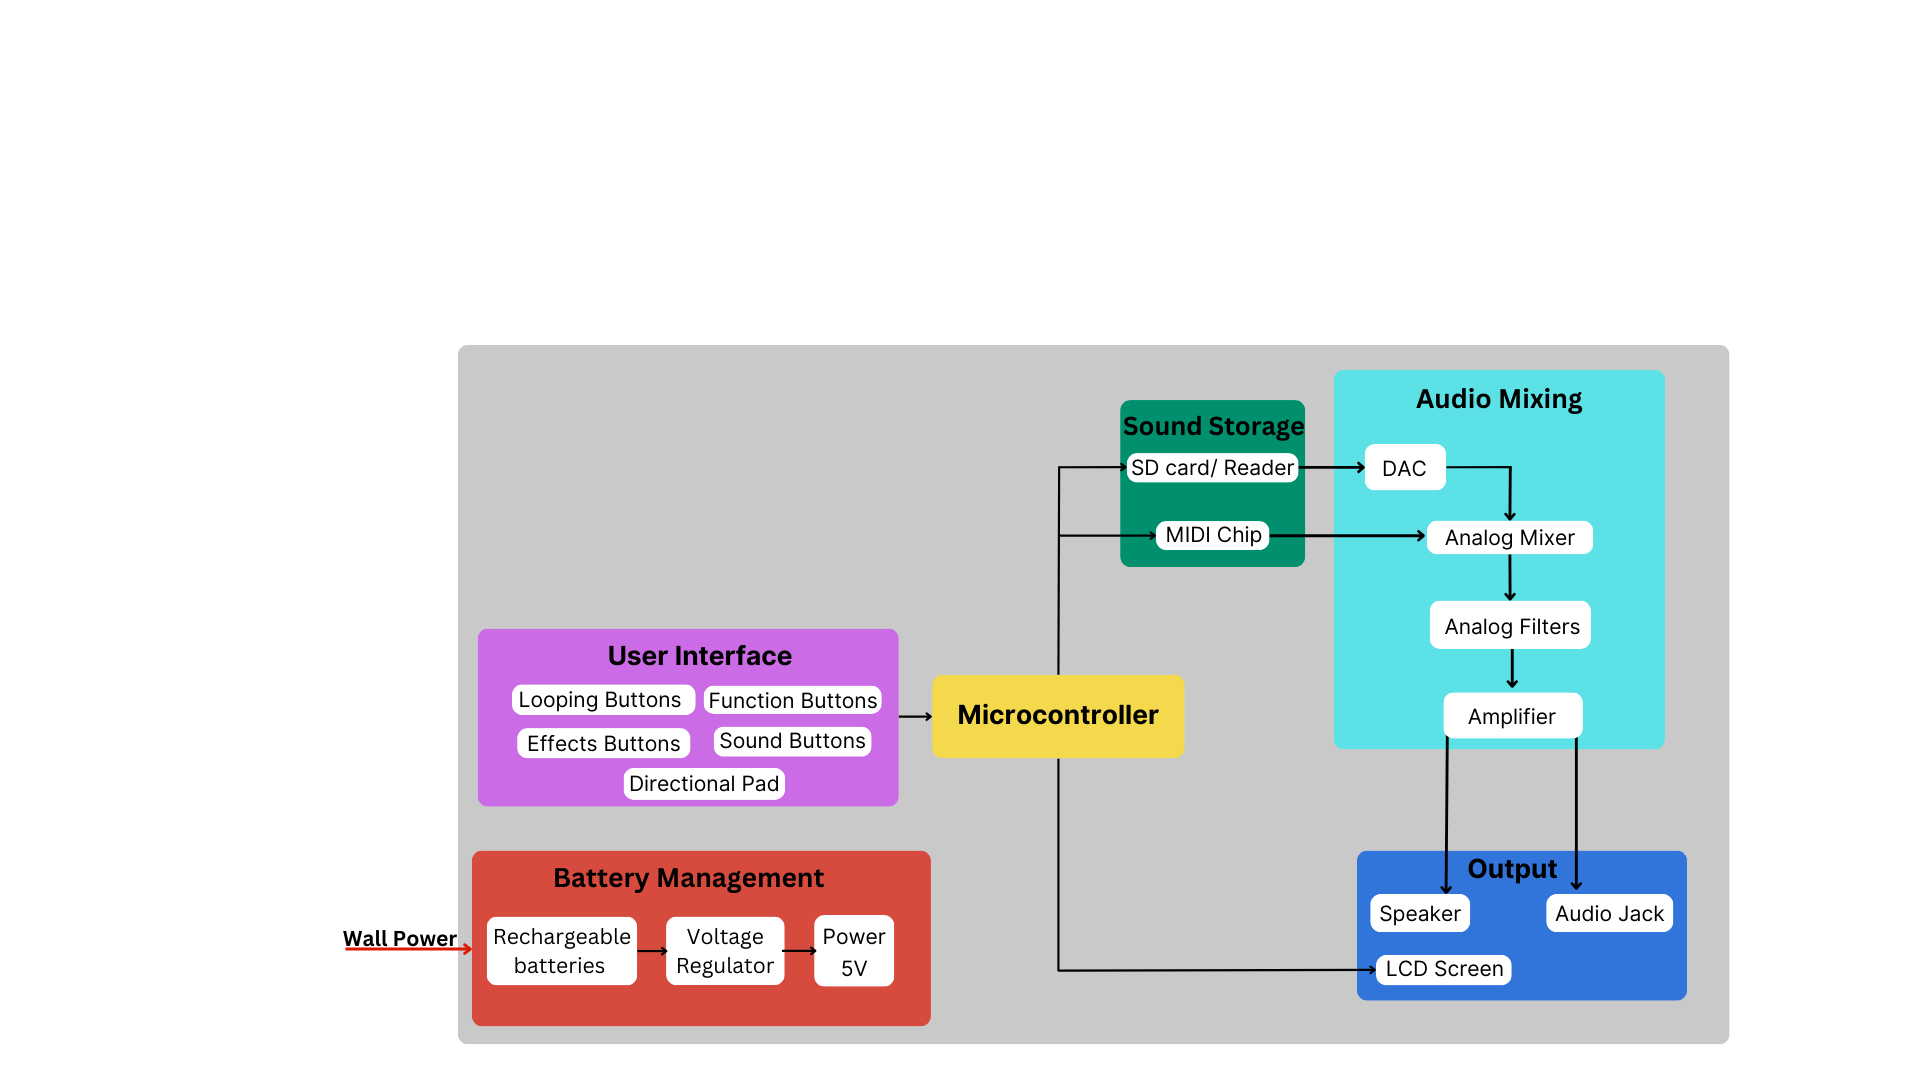 Audio Mixing
Sound Storage
SD card/ Reader
DAC
MIDI Chip
Analog Mixer
Analog Filters
Amplifier
User Interface
Looping Buttons
Function Buttons
Effects Buttons
Sound Buttons
Directional Pad
Microcontroller
Battery Management
Wall Power
Rechargeable
batteries
Voltage
Regulator
Power
5V
Output
Speaker
Audio Jack
LCD Screen